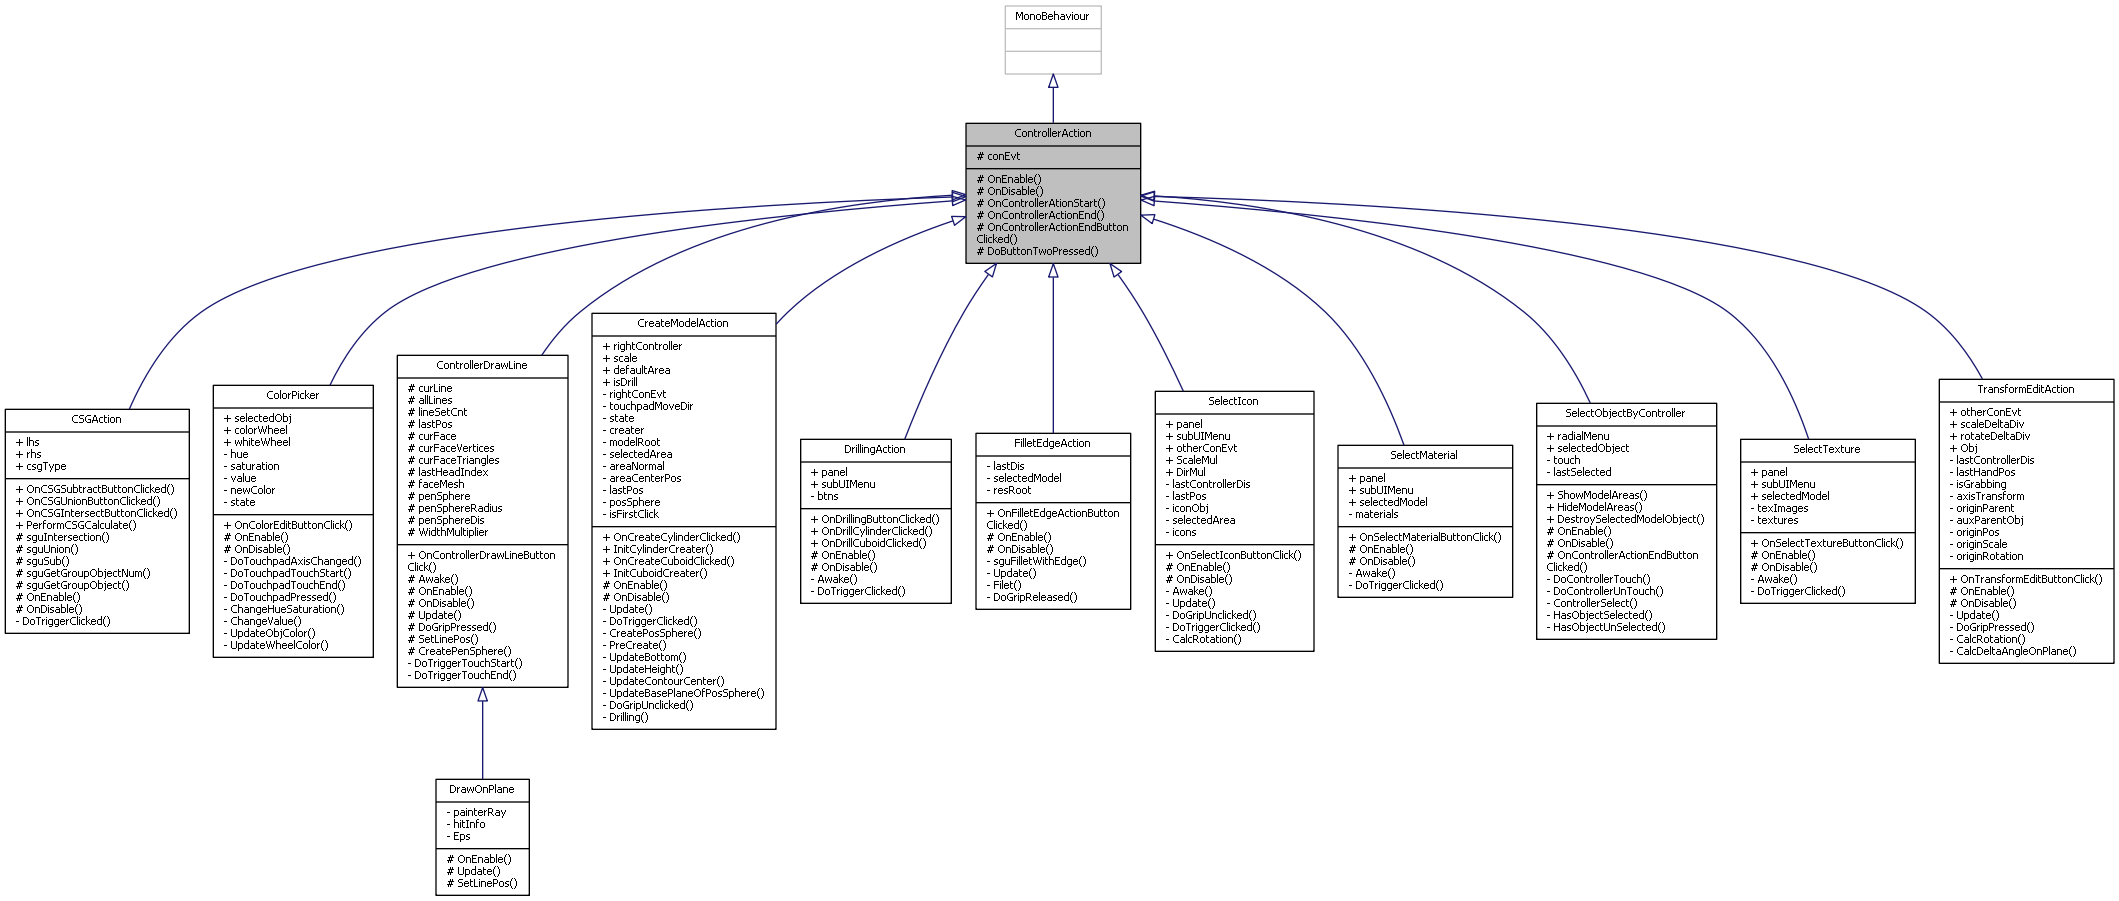 MonoBehaviour
ControllerAction
# conEvt
# OnEnable()
# OnDisable()
# OnControllerAtionStart()
# OnControllerActionEnd()
# OnControllerActionEndButton
Clicked()
# DoButtonTwoPressed()
CSGAction
+ lhs
+ rhs
+ csgType
+ OnCSGSubtractButtonClicked()
+ OnCSGUnionButtonClicked()
+ OnCSGIntersectButtonClicked()
+ PerformCSGCalculate()
# sguIntersection()
# sguUnion()
# sguSub()
# sguGetGroupObjectNum()
# sguGetGroupObject()
# OnEnable()
# OnDisable()
- DoTriggerClicked()
ColorPicker
+ selectedObj
+ colorWheel
+ whiteWheel
- hue
- saturation
- value
- newColor
- state
+ OnColorEditButtonClick()
# OnEnable()
# OnDisable()
- DoTouchpadAxisChanged()
- DoTouchpadTouchStart()
- DoTouchpadTouchEnd()
- DoTouchpadPressed()
- ChangeHueSaturation()
- ChangeValue()
- UpdateObjColor()
- UpdateWheelColor()
ControllerDrawLine
# curLine
# allLines
# lineSetCnt
# lastPos
# curFace
# curFaceVertices
# curFaceTriangles
# lastHeadIndex
# faceMesh
# penSphere
# penSphereRadius
# penSphereDis
# WidthMultiplier
+ OnControllerDrawLineButton
Click()
# Awake()
# OnEnable()
# OnDisable()
# Update()
# DoGripPressed()
# SetLinePos()
# CreatePenSphere()
- DoTriggerTouchStart()
- DoTriggerTouchEnd()
CreateModelAction
+ rightController
+ scale
+ defaultArea
+ isDrill
- rightConEvt
- touchpadMoveDir
- state
- creater
- modelRoot
- selectedArea
- areaNormal
- areaCenterPos
- lastPos
- posSphere
- isFirstClick
+ OnCreateCylinderClicked()
+ InitCylinderCreater()
+ OnCreateCuboidClicked()
+ InitCuboidCreater()
# OnEnable()
# OnDisable()
- Update()
- DoTriggerClicked()
- CreatePosSphere()
- PreCreate()
- UpdateBottom()
- UpdateHeight()
- UpdateContourCenter()
- UpdateBasePlaneOfPosSphere()
- DoGripUnclicked()
- Drilling()
DrillingAction
+ panel
+ subUIMenu
- btns
+ OnDrillingButtonClicked()
+ OnDrillCylinderClicked()
+ OnDrillCuboidClicked()
# OnEnable()
# OnDisable()
- Awake()
- DoTriggerClicked()
FilletEdgeAction
- lastDis
- selectedModel
- resRoot
+ OnFilletEdgeActionButton
Clicked()
# OnEnable()
# OnDisable()
- sguFilletWithEdge()
- Update()
- Filet()
- DoGripReleased()
SelectIcon
+ panel
+ subUIMenu
+ otherConEvt
+ ScaleMul
+ DirMul
- lastControllerDis
- lastPos
- iconObj
- selectedArea
- icons
+ OnSelectIconButtonClick()
# OnEnable()
# OnDisable()
- Awake()
- Update()
- DoGripUnclicked()
- DoTriggerClicked()
- CalcRotation()
SelectMaterial
+ panel
+ subUIMenu
+ selectedModel
- materials
+ OnSelectMaterialButtonClick()
# OnEnable()
# OnDisable()
- Awake()
- DoTriggerClicked()
SelectObjectByController
+ radialMenu
+ selectedObject
- touch
- lastSelected
+ ShowModelAreas()
+ HideModelAreas()
+ DestroySelectedModelObject()
# OnEnable()
# OnDisable()
# OnControllerActionEndButton
Clicked()
- DoControllerTouch()
- DoControllerUnTouch()
- ControllerSelect()
- HasObjectSelected()
- HasObjectUnSelected()
SelectTexture
+ panel
+ subUIMenu
+ selectedModel
- texImages
- textures
+ OnSelectTextureButtonClick()
# OnEnable()
# OnDisable()
- Awake()
- DoTriggerClicked()
TransformEditAction
+ otherConEvt
+ scaleDeltaDiv
+ rotateDeltaDiv
+ Obj
- lastControllerDis
- lastHandPos
- isGrabbing
- axisTransform
- originParent
- auxParentObj
- originPos
- originScale
- originRotation
+ OnTransformEditButtonClick()
# OnEnable()
# OnDisable()
- Update()
- DoGripPressed()
- CalcRotation()
- CalcDeltaAngleOnPlane()
DrawOnPlane
- painterRay
- hitInfo
- Eps
# OnEnable()
# Update()
# SetLinePos()